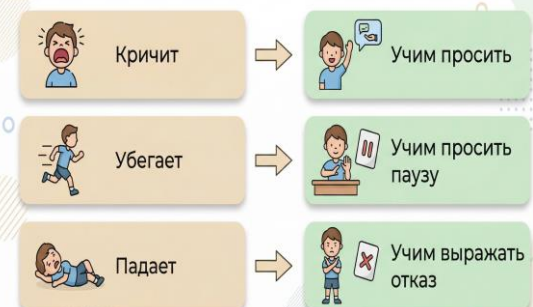 Кричит
Учим просить
Убегает
Учим просить
паузу
Падает
Учим выражать
отказ